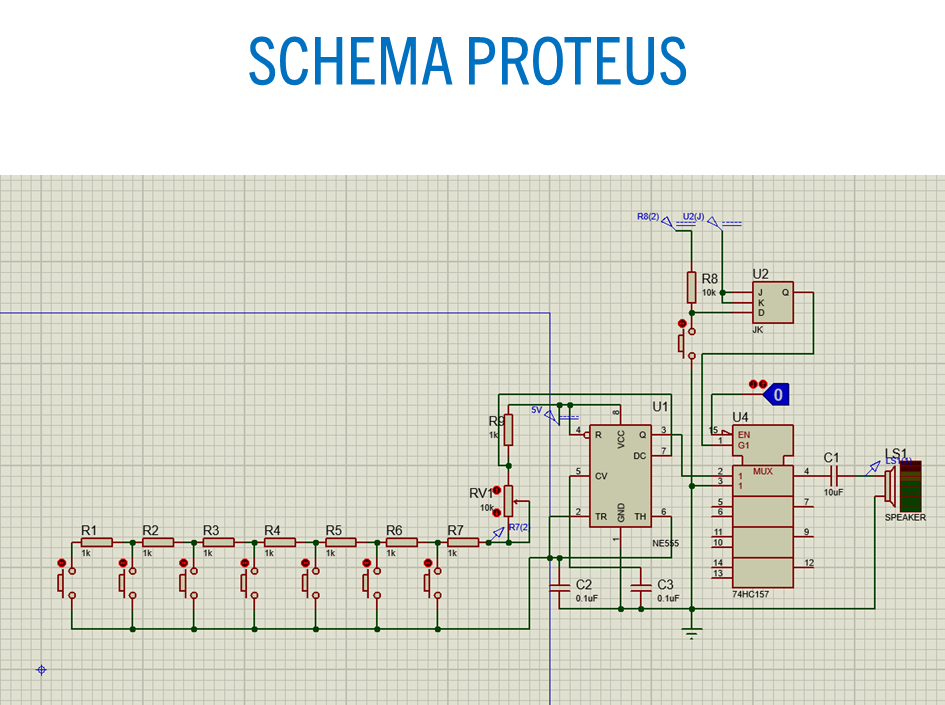 SCHEMA PROTEUS
R8(2) U2(J)
R8
10k
U2
J Q
K
D
JK
0
5V
R9
1k
U1
4 R VCC 8 Q 3
DC 7
5 CV
2 TR GND 1 TH 6
NE555
RV1
10k
R7(2
U4
15 EN
1 G1
MUX
2 1 4
3 1
5 7
6
11 9
10
14 12
13
74HC157
C1
10uF
LS1
LS1(1)
SPEAKER
R1 R2 R3 R4 R5 R6 R7
1k 1k 1k 1k 1k 1k 1k
C2
0.1uF
C3
0.1uF